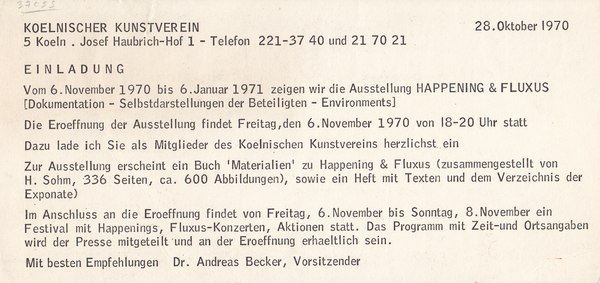 KOELNISCHER KUNSTVEREIN 28. Oktober 1970
5 Koeln . Josef Haubrich-Hof 1 - Telefon 221-37 40 und 21 70 21
EINLADUNG
Vom 6. November 1970 bis 6. Januar 1971 zeigen wir die Ausstellung HAPPENING & FLUXUS
[Dokumentation - Selbstdarstellungen der Beteiligten - Environments]
Die Eroeffnung der Ausstellung findet Freitag, den 6. November 1970 von 18-20 Uhr statt
Dazu lade ich Sie als Mitglieder des Koelnischen Kunstvereins herzlichst ein
Zur Ausstellung erscheint ein Buch 'Materialien' zu Happening & Fluxus (zusammengestellt von
H. Sohm, 336 Seiten, ca. 600 Abbildungen), sowie ein Heft mit Texten und dem Verzeichnis der
Exponate)
Im Anschluss an die Eroeffnung findet von Freitag, 6. November bis Sonntag, 8. November ein
Festival mit Happenings, Fluxus-Konzerten, Aktionen statt. Das Programm mit Zeit-und Ortsangaben
wird der Presse mitgeteilt und an der Eroeffnung erhaeltlich sein.
Mit besten Empfehlungen Dr. Andreas Becker, Vorsitzender